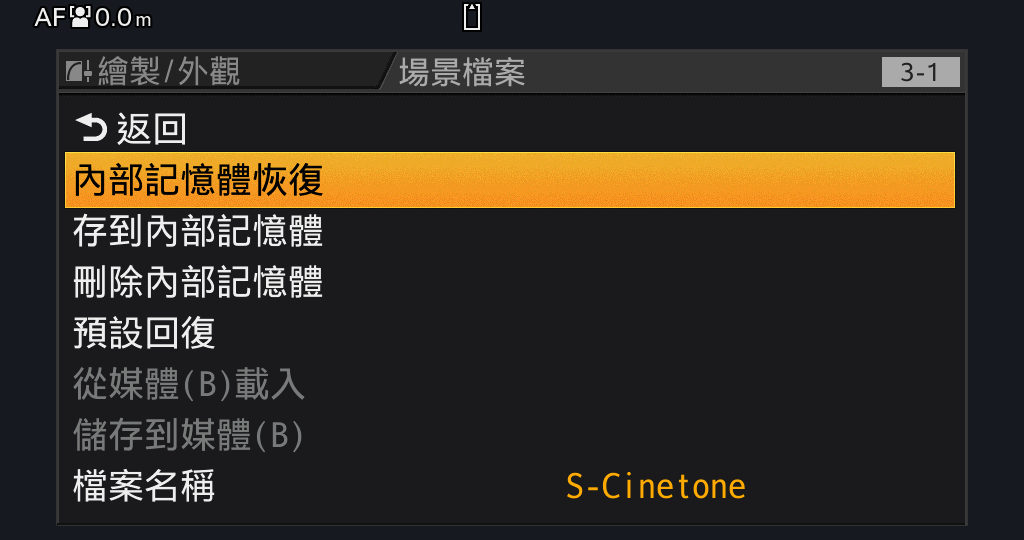 AF 0.0m
繪製/外觀 場景檔案 3-1
返回
內部記憶體恢復
存到內部記憶體
刪除內部記憶體
預設回復
從媒體(B)載入
儲存到媒體(B)
檔案名稱 S-Cinetone